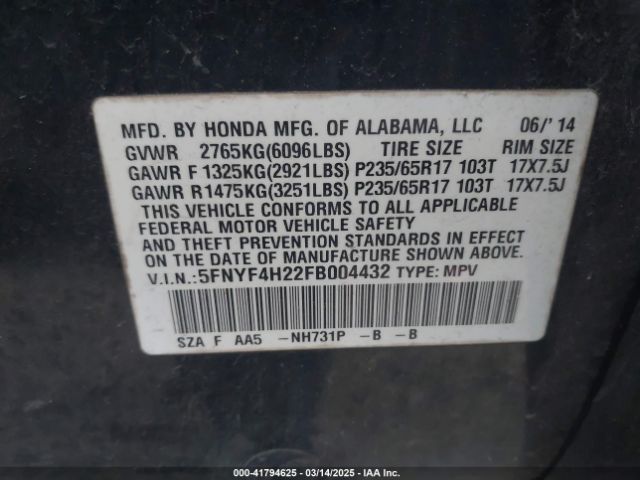 MFD. BY HONDA MFG. OF ALABAMA, LLC 06/'14
GVWR 2765KG(6096LBS) TIRE SIZE RIM SIZE
GAWR F 1325KG(2921LBS) P235/65R17 103T 17X7.5J
GAWR R1475KG(3251LBS) P235/65R17 103T 17X7.5J
THIS VEHICLE CONFORMS TO ALL APPLICABLE
FEDERAL MOTOR VEHICLE SAFETY
AND THEFT PREVENTION STANDARDS IN EFFECT
ON THE DATE OF MANUFACTURE SHOWN ABOVE.
V.I.N.:5FNYF4H22FB004432 TYPE: MPV
SZA F AA5 -NH731P -B -B
000-41794625 - 03/14/2025 - IAA Inc.